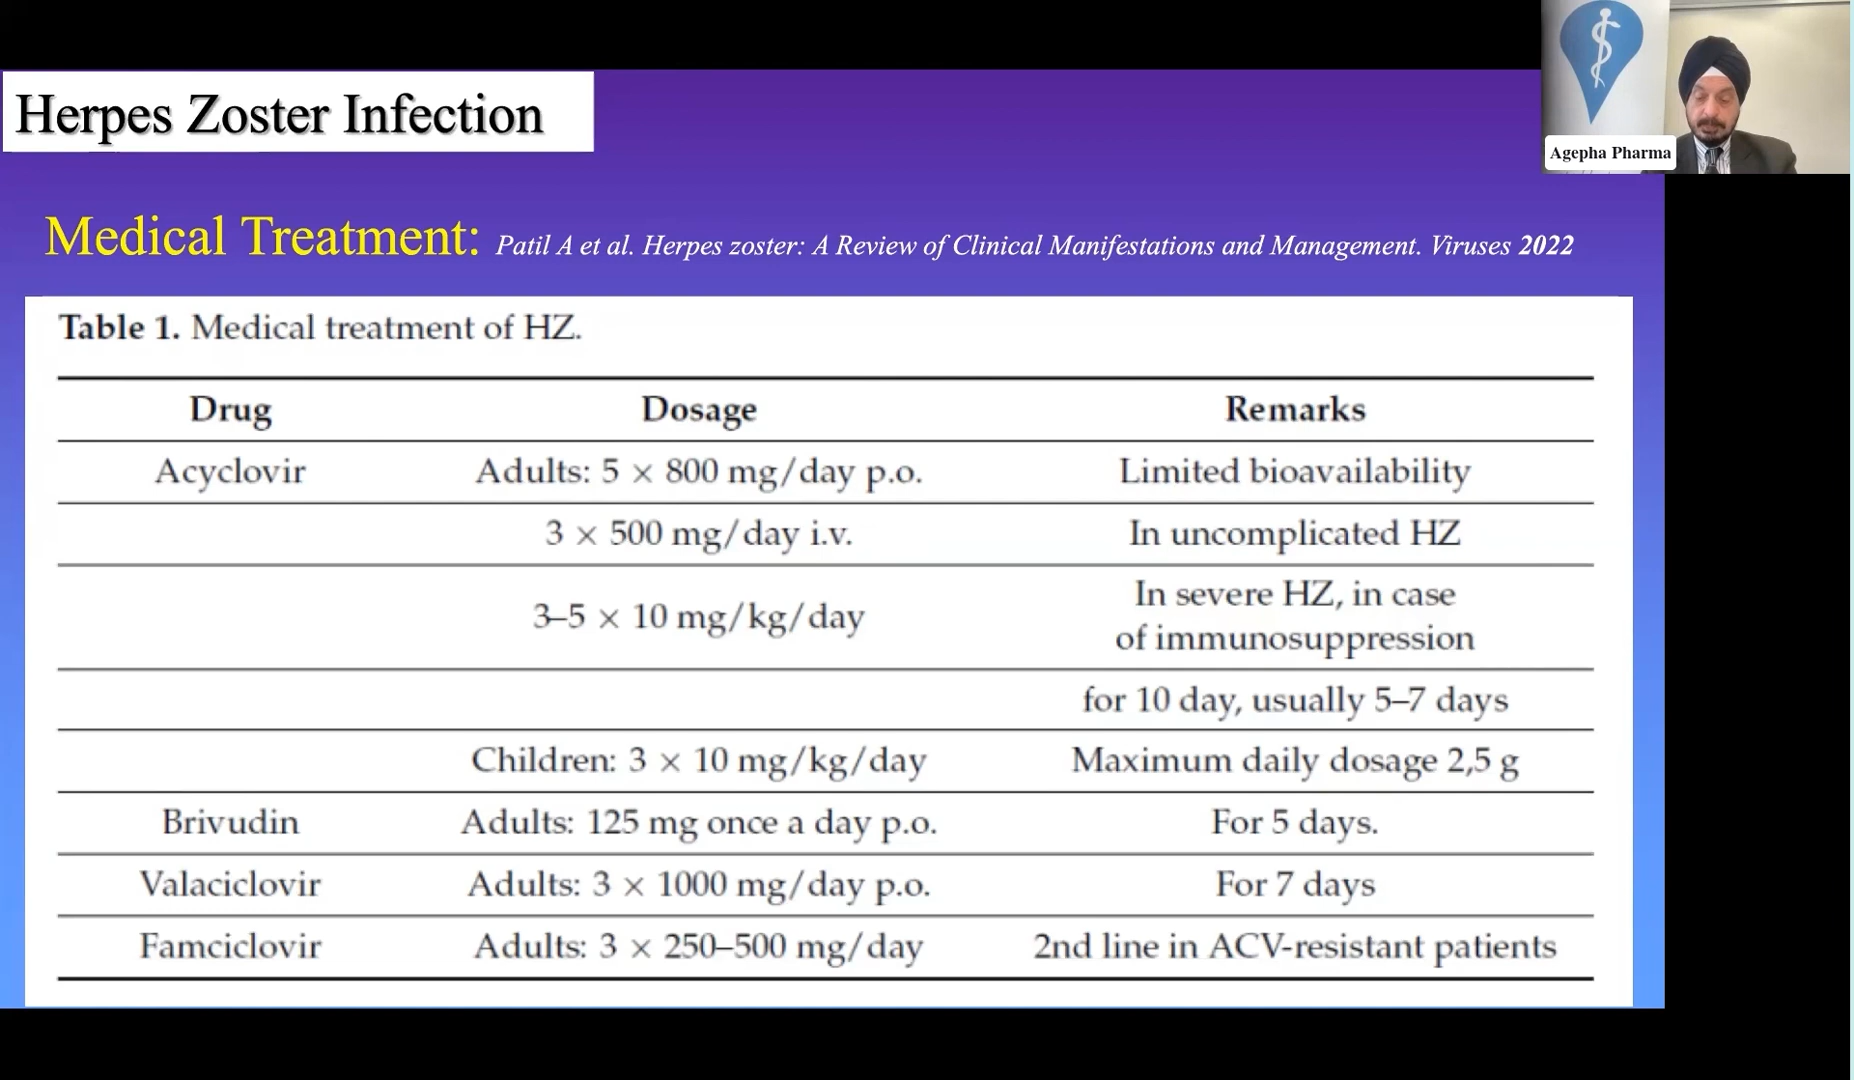 Herpes Zoster Infection
Agepha Pharma
Medical Treatment: Patil A et al. Herpes zoster: A Review of Clinical Manifestations and Management. Viruses 2022
Table 1. Medical treatment of HZ.
Drug Dosage Remarks
Acyclovir Adults: 5 × 800 mg/day p.o. Limited bioavailability
3 × 500 mg/day i.v. In uncomplicated HZ
3–5 × 10 mg/kg/day In severe HZ, in case
of immunosuppression
for 10 day, usually 5–7 days
Children: 3 × 10 mg/kg/day Maximum daily dosage 2,5 g
Brivudin Adults: 125 mg once a day p.o. For 5 days.
Valaciclovir Adults: 3 × 1000 mg/day p.o. For 7 days
Famciclovir Adults: 3 × 250–500 mg/day 2nd line in ACV-resistant patients